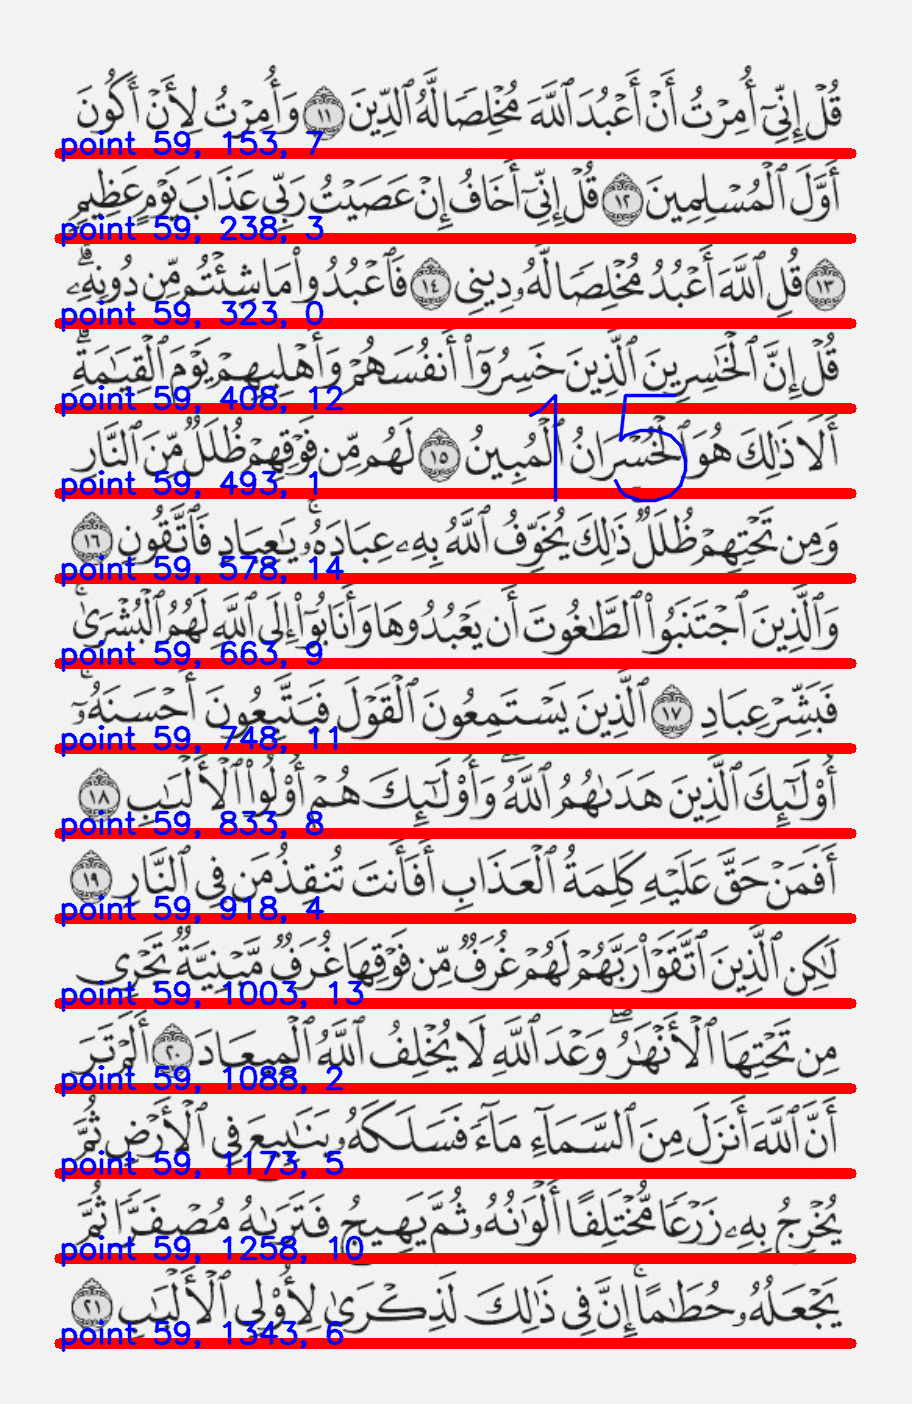 قُلْ إِنِّيٓ أُمِرْتُ أَنْ أَعْبُدَ ٱللَّهَ مُخْلِصًا لَّهُ ٱلدِّينَ ١١ وَأُمِرْتُ لِأَنْ أَكُونَ
point 59, 153, 7
أَوَّلَ ٱلْمُسْلِمِينَ ١٢ قُلْ إِنِّيٓ أَخَافُ إِنْ عَصَيْتُ رَبِّي عَذَابَ يَوْمٍ عَظِيمٍ
point 59, 238, 3
١٣ قُلِ ٱللَّهَ أَعْبُدُ مُخْلِصًا لَّهُۥ دِينِي ١٤ فَٱعْبُدُوا۟ مَا شِئْتُم مِّن دُونِهِۦۗ
point 59, 323, 0
قُلْ إِنَّ ٱلْخَٰسِرِينَ ٱلَّذِينَ خَسِرُوٓا۟ أَنفُسَهُمْ وَأَهْلِيهِمْ يَوْمَ ٱلْقِيَٰمَةِۗ
point 59, 408, 12
أَلَا ذَٰلِكَ هُوَ ٱلْخُسْرَانُ ٱلْمُبِينُ ١٥ لَهُم مِّن فَوْقِهِمْ ظُلَلٌ مِّنَ ٱلنَّارِ
15
point 59, 493, 1
وَمِن تَحْتِهِمْ ظُلَلٌ ذَٰلِكَ يُخَوِّفُ ٱللَّهُ بِهِۦ عِبَادَهُۥۚ يَٰعِبَادِ فَٱتَّقُونِ ١٦
point 59, 578, 14
وَٱلَّذِينَ ٱجْتَنَبُوا۟ ٱلطَّٰغُوتَ أَن يَعْبُدُوهَا وَأَنَابُوٓا۟ إِلَى ٱللَّهِ لَهُمُ ٱلْبُشْرَىٰۚ
point 59, 663, 9
فَبَشِّرْ عِبَادِ ١٧ ٱلَّذِينَ يَسْتَمِعُونَ ٱلْقَوْلَ فَيَتَّبِعُونَ أَحْسَنَهُۥٓۚ
point 59, 748, 11
أُو۟لَٰٓئِكَ ٱلَّذِينَ هَدَىٰهُمُ ٱللَّهُۖ وَأُو۟لَٰٓئِكَ هُمْ أُو۟لُوا۟ ٱلْأَلْبَٰبِ ١٨
point 59, 833, 8
أَفَمَنْ حَقَّ عَلَيْهِ كَلِمَةُ ٱلْعَذَابِ أَفَأَنتَ تُنقِذُ مَن فِي ٱلنَّارِ ١٩
point 59, 918, 4
لَٰكِنِ ٱلَّذِينَ ٱتَّقَوْا۟ رَبَّهُمْ لَهُمْ غُرَفٌ مِّن فَوْقِهَا غُرَفٌ مَّبْنِيَّةٌ تَجْرِي
point 59, 1003, 13
مِن تَحْتِهَا ٱلْأَنْهَٰرُۖ وَعْدَ ٱللَّهِ لَا يُخْلِفُ ٱللَّهُ ٱلْمِيعَادَ ٢٠ أَلَمْ تَرَ
point 59, 1088, 2
أَنَّ ٱللَّهَ أَنزَلَ مِنَ ٱلسَّمَآءِ مَآءً فَسَلَكَهُۥ يَنَٰبِيعَ فِي ٱلْأَرْضِ ثُمَّ
point 59, 1173, 5
يُخْرِجُ بِهِۦ زَرْعًا مُّخْتَلِفًا أَلْوَٰنُهُۥ ثُمَّ يَهِيجُ فَتَرَىٰهُ مُصْفَرًّا ثُمَّ
point 59, 1258, 10
يَجْعَلُهُۥ حُطَٰمًاۚ إِنَّ فِي ذَٰلِكَ لَذِكْرَىٰ لِأُو۟لِي ٱلْأَلْبَٰبِ ٢١
point 59, 1343, 6